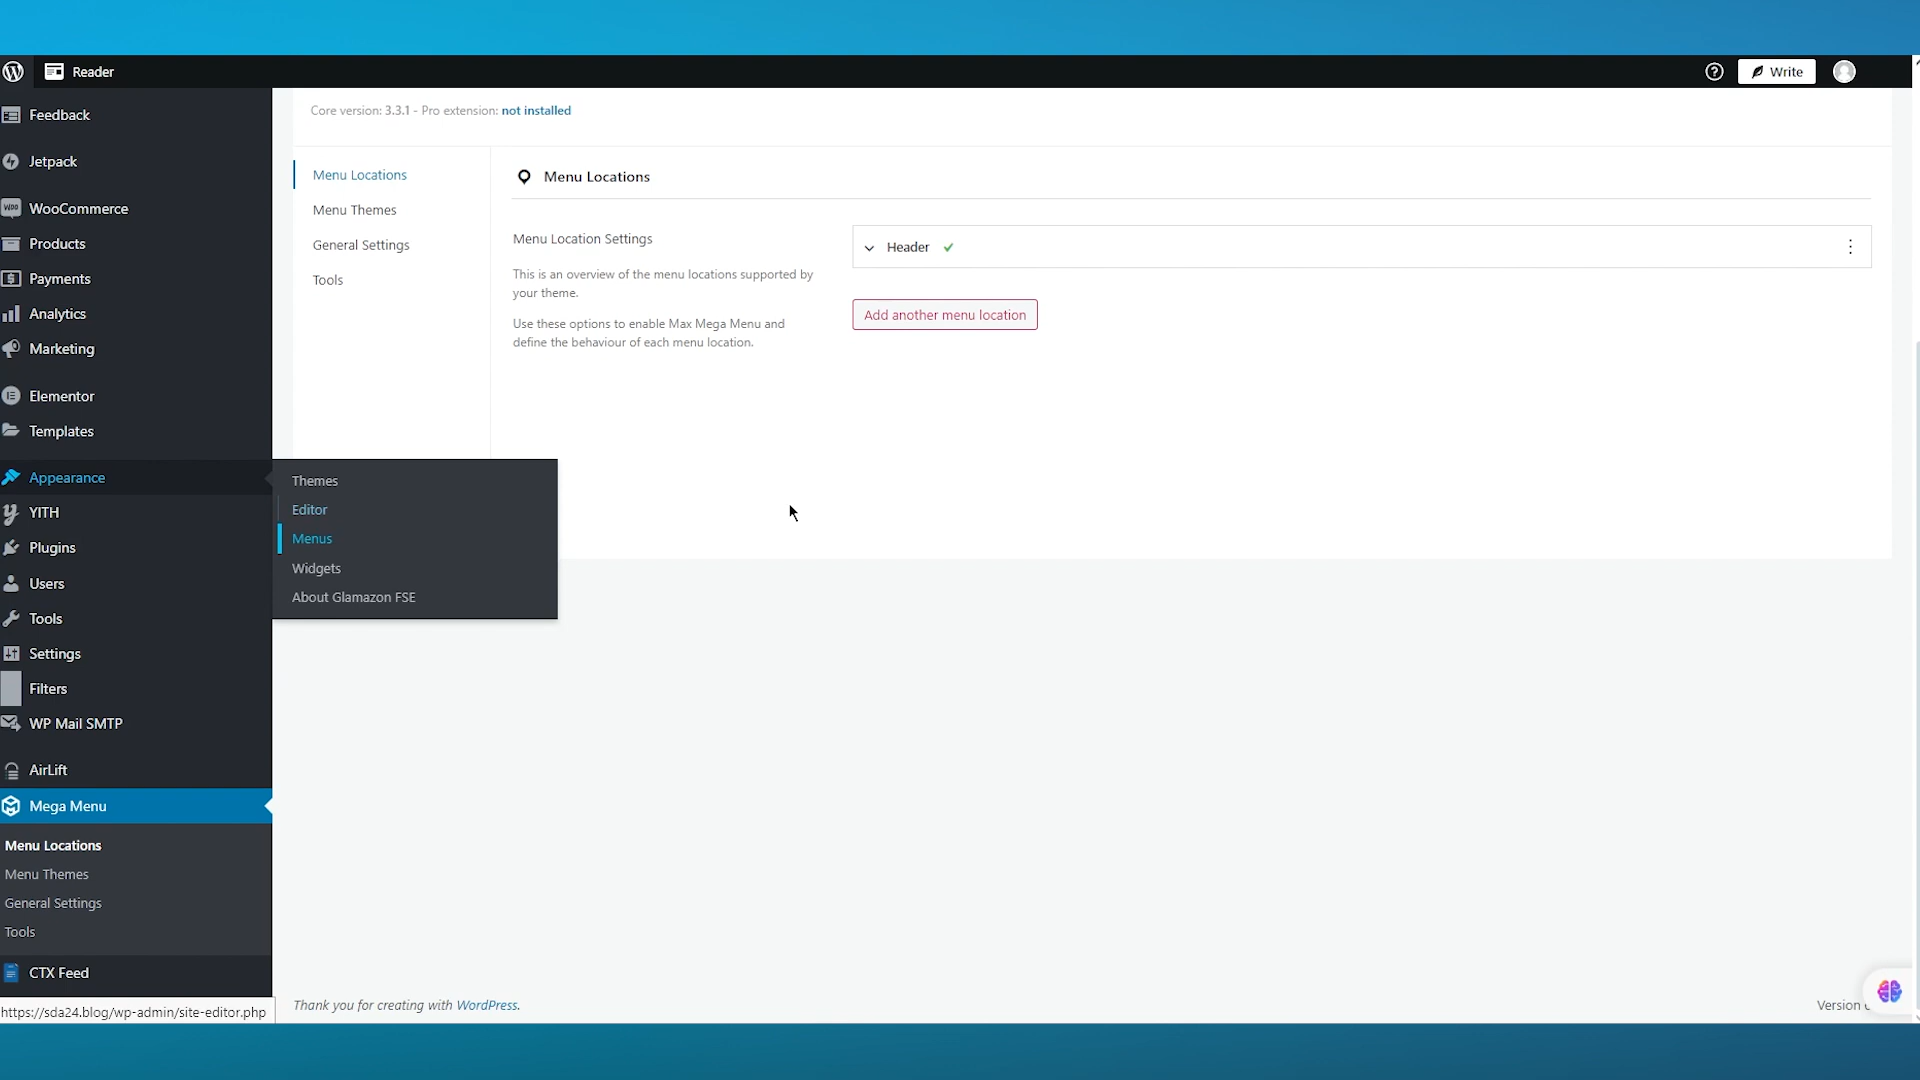 Reader
Write
Feedback
Jetpack
WooCommerce
Products
Payments
Analytics
Marketing
Elementor
Templates
Appearance
YITH
Plugins
Users
Tools
Settings
Filters
WP Mail SMTP
AirLift
Mega Menu
Menu Locations
Menu Themes
General Settings
Tools
CTX Feed
https://sda24.blog/wp-admin/site-editor.php
Themes
Editor
Menus
Widgets
About Glamazon FSE
Core version: 3.3.1 - Pro extension: not installed
Menu Locations
Menu Themes
General Settings
Tools
Menu Locations
Menu Location Settings
This is an overview of the menu locations supported by
your theme.
Use these options to enable Max Mega Menu and
define the behaviour of each menu location.
Header
Add another menu location
Thank you for creating with WordPress.
Version